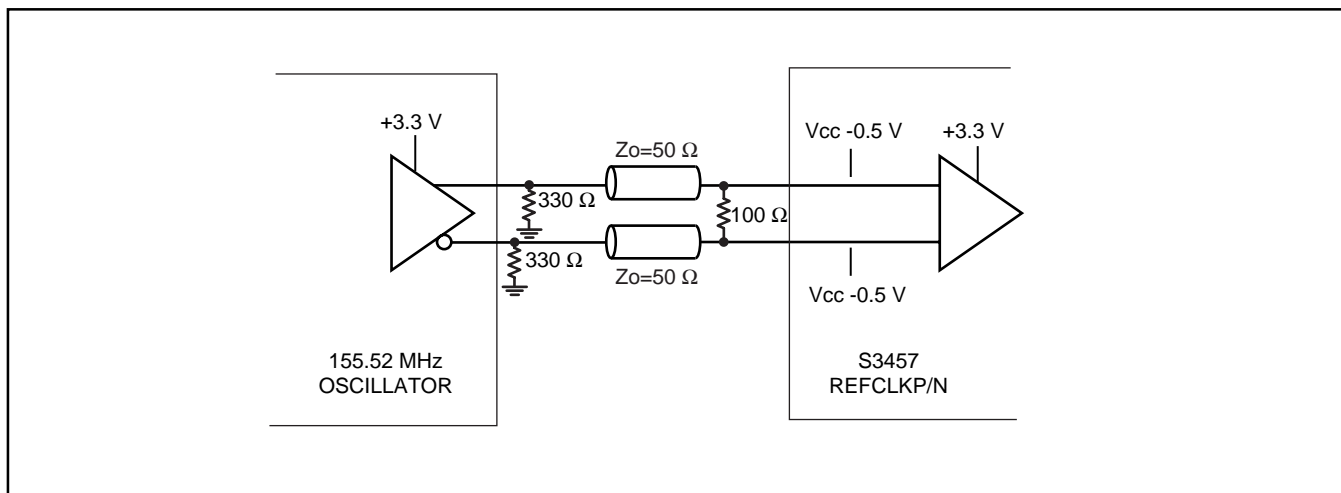 +3.3 V
Zo=50 Ω
Vcc -0.5 V
+3.3 V
330 Ω
100 Ω
330 Ω
Zo=50 Ω
Vcc -0.5 V
155.52 MHz
OSCILLATOR
S3457
REFCLKP/N